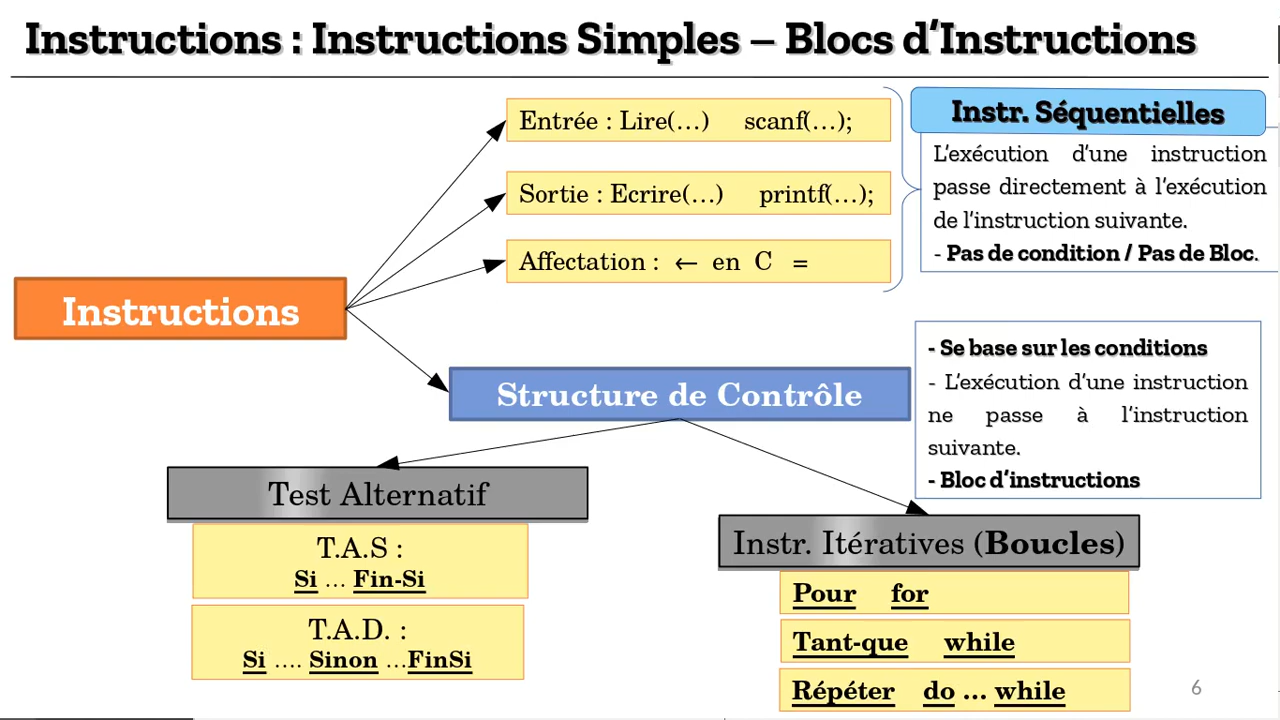 Instructions : Instructions Simples – Blocs d’Instructions
Entrée : Lire(…) scanf(…);
Sortie : Ecrire(…) printf(…);
Affectation : ← en C =
Instr. Séquentielles
L’exécution d’une instruction
passe directement à l’exécution
de l’instruction suivante.
- Pas de condition / Pas de Bloc.
Instructions
Structure de Contrôle
- Se base sur les conditions
- L’exécution d’une instruction
ne passe à l’instruction
suivante.
- Bloc d’instructions
Test Alternatif
T.A.S :
Si … Fin-Si
T.A.D. :
Si …. Sinon …FinSi
Instr. Itératives (Boucles)
Pour for
Tant-que while
Répéter do … while
6